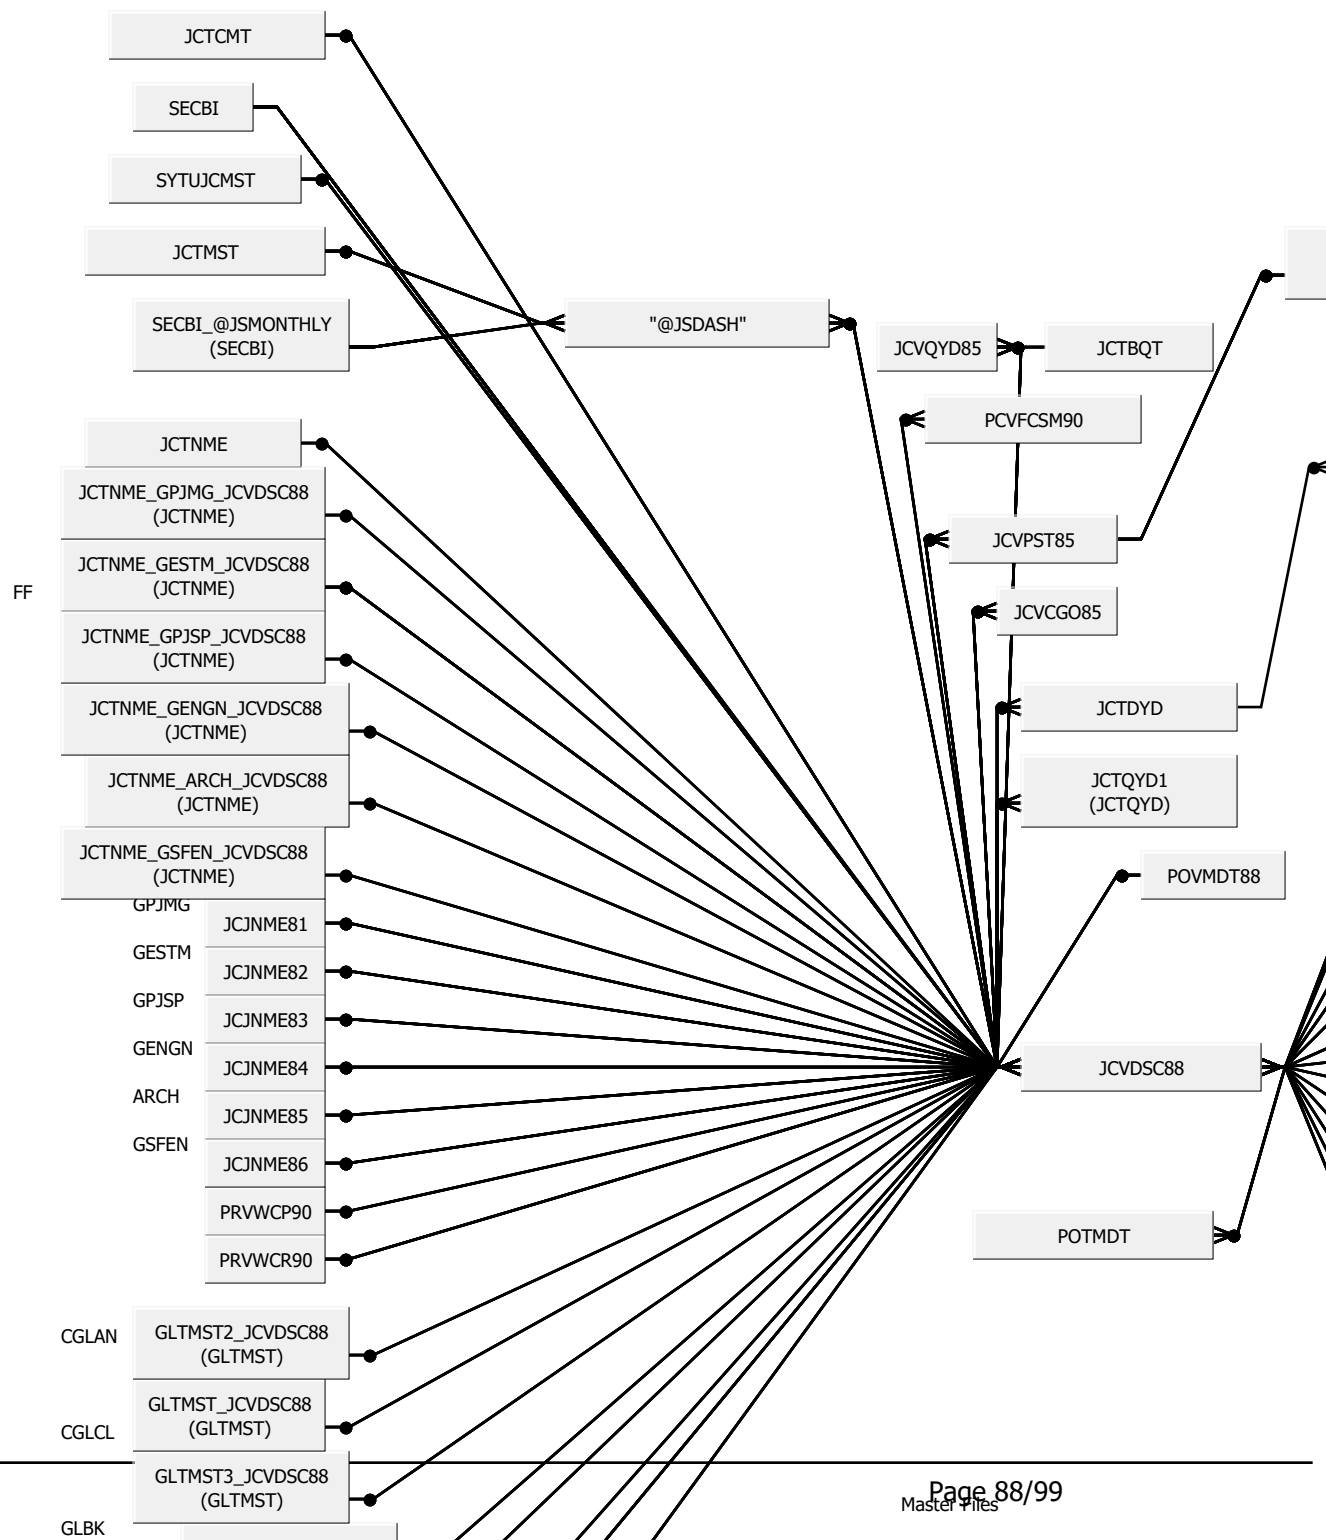 JCTCMT
SECBI
SYTUJCMST
JCTMST
SECBI_@JSMONTHLY
(SECBI)
"@JSDASH"
JCVQYD85
JCTBQT
PCVFCSM90
JCTNME
JCTNME_GPJMG_JCVDSC88
(JCTNME)
JCVPST85
JCTNME_GESTM_JCVDSC88
(JCTNME)
FF
JCVCGO85
JCTNME_GPJSP_JCVDSC88
(JCTNME)
JCTNME_GENGN_JCVDSC88
(JCTNME)
JCTDYD
JCTNME_ARCH_JCVDSC88
(JCTNME)
JCTQYD1
(JCTQYD)
JCTNME_GSFEN_JCVDSC88
(JCTNME)
POVMDT88
GPJMG
JCJNME81
GESTM
JCJNME82
GPJSP
JCJNME83
GENGN
JCJNME84
JCVDSC88
ARCH
JCJNME85
GSFEN
JCJNME86
PRVWCP90
POTMDT
PRVWCR90
CGLAN
GLTMST2_JCVDSC88
(GLTMST)
GLTMST_JCVDSC88
(GLTMST)
CGLCL
GLTMST3_JCVDSC88
(GLTMST)
Page 88/99
Master Files
GLBK